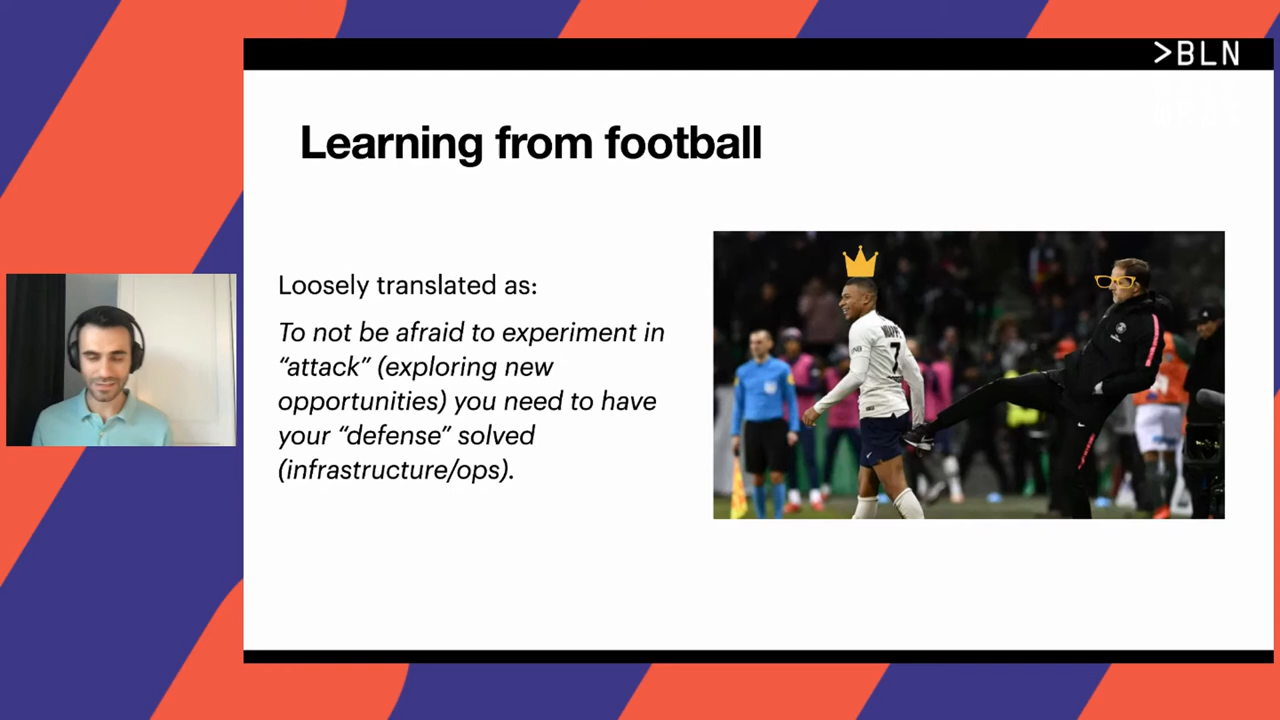 >BLN
Learning from football
Loosely translated as:
To not be afraid to experiment in
“attack” (exploring new
opportunities) you need to have
your “defense” solved
(infrastructure/ops).
7